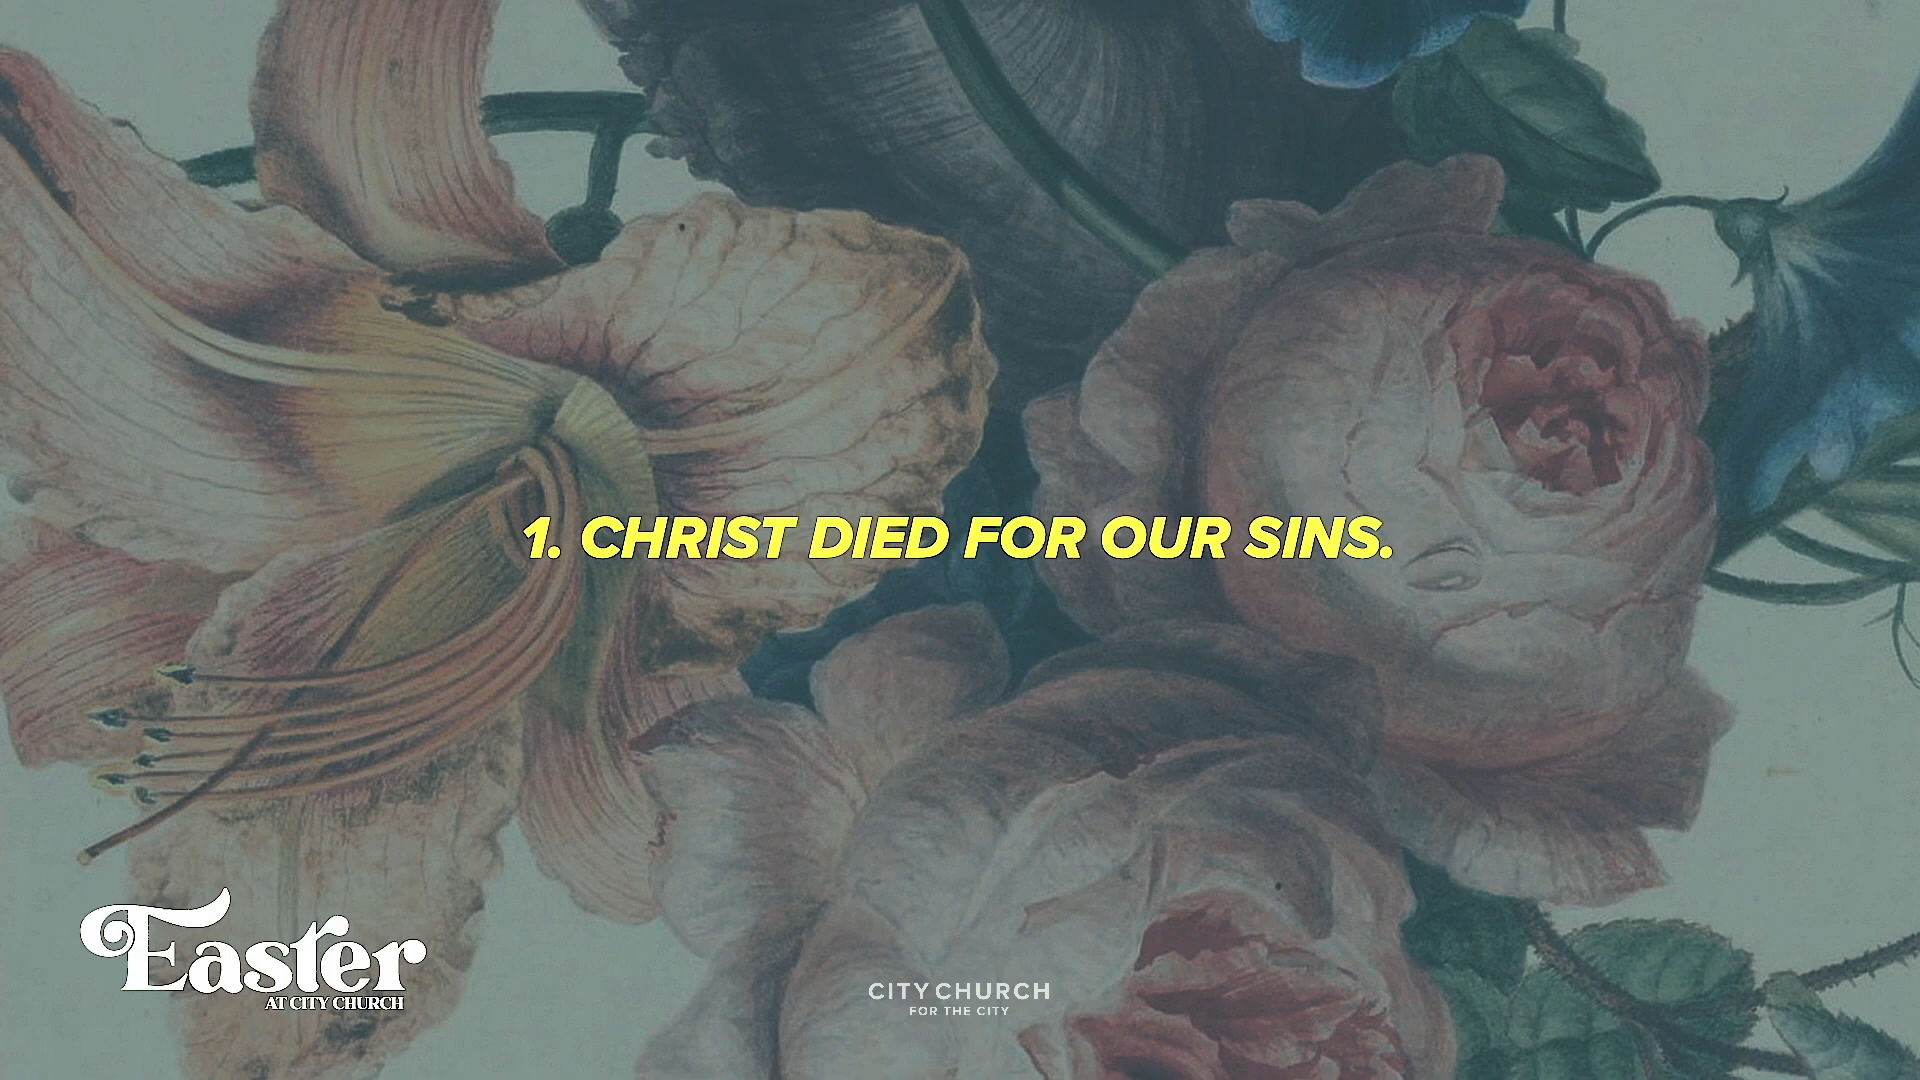 1. CHRIST DIED FOR OUR SINS.
Easter
AT CITY CHURCH
CITY CHURCH
FOR THE CITY